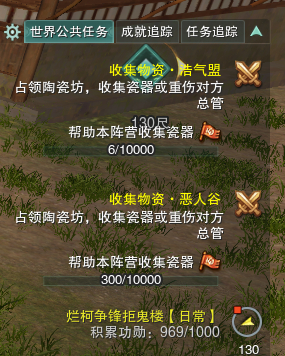 世界公共任务 成就追踪 任务追踪
收集物资·浩气盟
占领陶瓷坊，收集瓷器或重伤对方
总管
130尺
帮助本阵营收集瓷器
6/10000
收集物资·恶人谷
占领陶瓷坊，收集瓷器或重伤对方
总管
帮助本阵营收集瓷器
300/10000
烂柯争锋拒鬼楼【日常】
积累功勋：969/1000
130